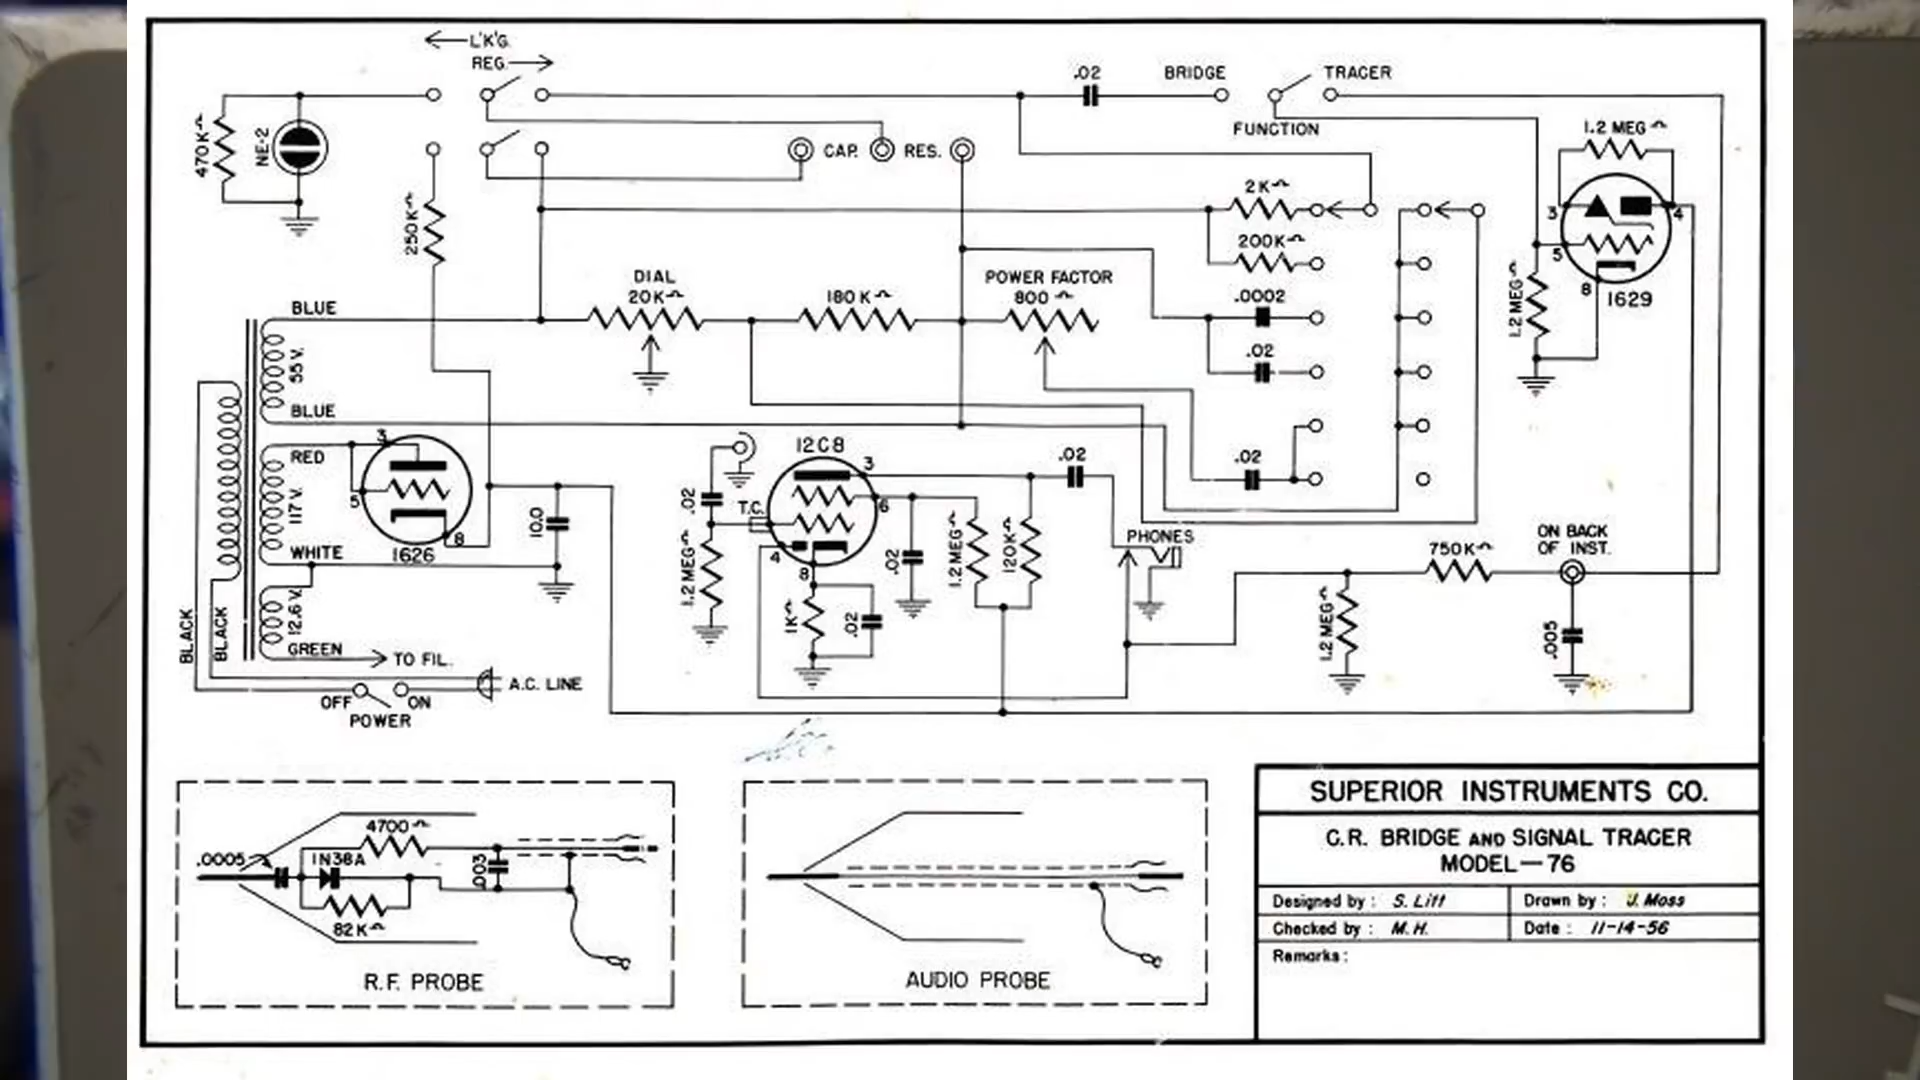 L'K'G.
REG.
.02
BRIDGE
TRACER
FUNCTION
470K
NE-2
CAP.
RES.
1.2 MEG
250K
2K
200K
3
4
5
8
1629
1.2 MEG
DIAL
20K
180K
POWER FACTOR
800
.0002
.02
BLUE
55 V.
BLUE
3
RED
117 V.
5
8
1626
WHITE
10.0
12C8
3
.02
T.C.
6
4
8
1.2 MEG
1K
.02
.02
1.2 MEG
120K
.02
.02
PHONES
ON BACK
OF INST.
750K
1.2 MEG
.005
BLACK
BLACK
12.6 V.
GREEN
TO FIL.
A.C. LINE
OFF
ON
POWER
4700
.0005
1N38A
.003
82K
R.F. PROBE
AUDIO PROBE
SUPERIOR INSTRUMENTS CO.
C.R. BRIDGE AND SIGNAL TRACER
MODEL—76
Designed by : S. Litt
Drawn by : J. Moss
Checked by : M.H.
Date : 11-14-56
Remarks :